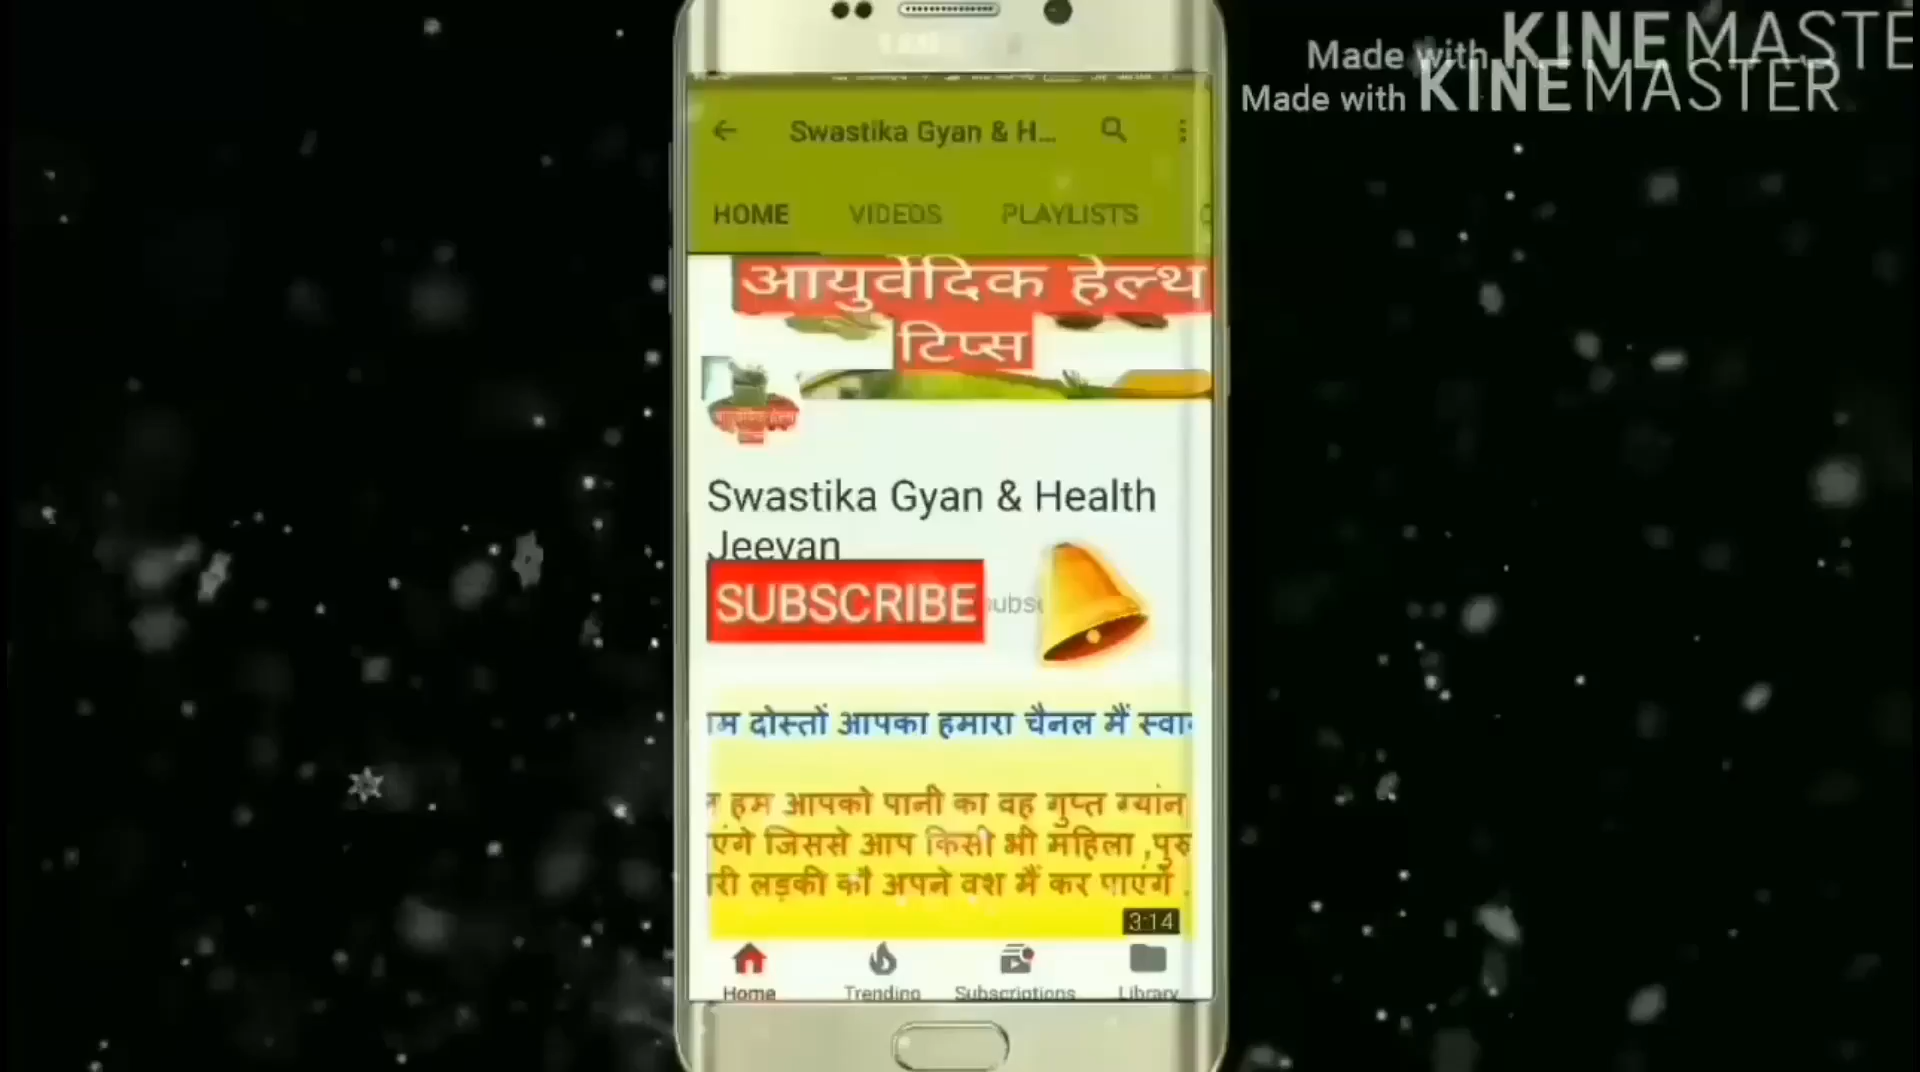 Made with KINEMASTE
Made with KINEMASTER
Swastika Gyan & H...
HOME VIDEOS PLAYLISTS
आयुर्वेदिक हेल्थ
टिप्स
Swastika Gyan & Health
Jeevan
SUBSCRIBE
ाम दोस्तों आपका हमारा चैनल मैं स्वा
हम आपको पानी का वह गुप्त ग्यांन
एंगे जिससे आप किसी भी महिला ,पुरु
री लड़की कौ अपने वश मैं कर पाएंगे .
3:14
Home Trending Subscriptions Library